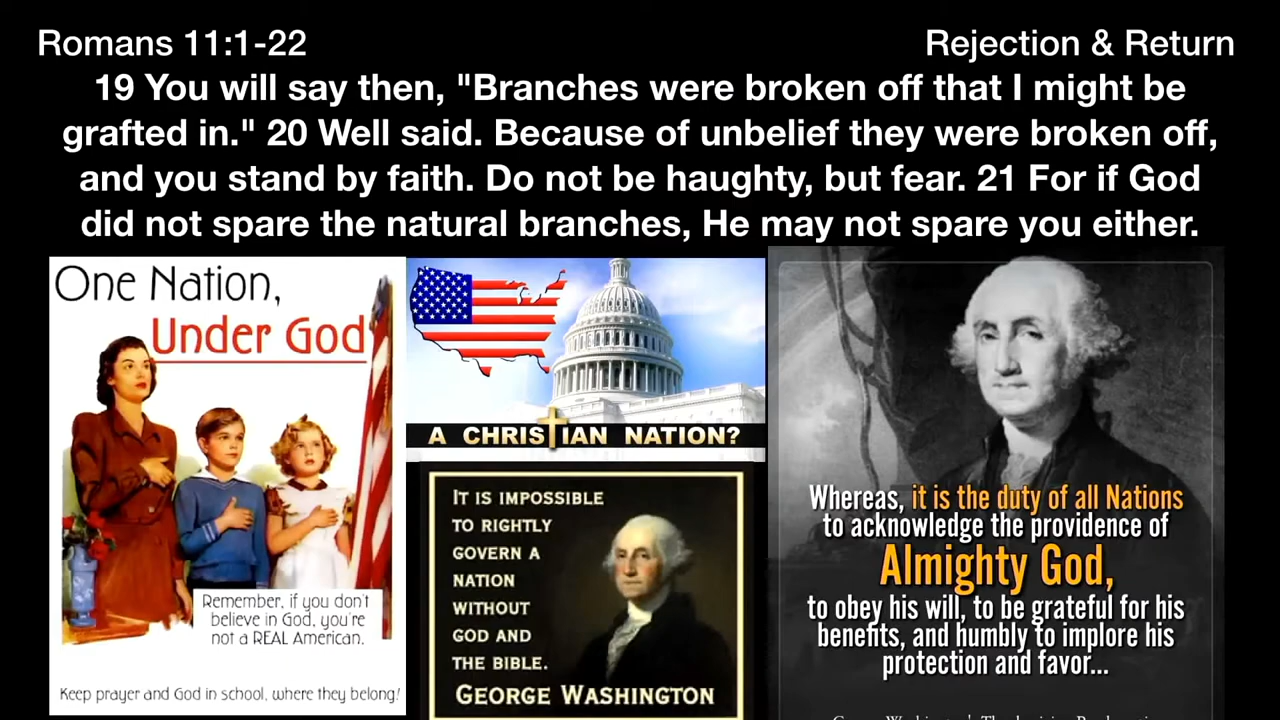 Romans 11:1-22
Rejection & Return
19 You will say then, "Branches were broken off that I might be
grafted in." 20 Well said. Because of unbelief they were broken off,
and you stand by faith. Do not be haughty, but fear. 21 For if God
did not spare the natural branches, He may not spare you either.
One Nation,
Under God
Remember, if you don't
believe in God, you're
not a REAL American.
Keep prayer and God in school, where they belong!
A CHRISTIAN NATION?
IT IS IMPOSSIBLE
TO RIGHTLY
GOVERN A
NATION
WITHOUT
GOD AND
THE BIBLE.
GEORGE WASHINGTON
Whereas, it is the duty of all Nations
to acknowledge the providence of
Almighty God,
to obey his will, to be grateful for his
benefits, and humbly to implore his
protection and favor...